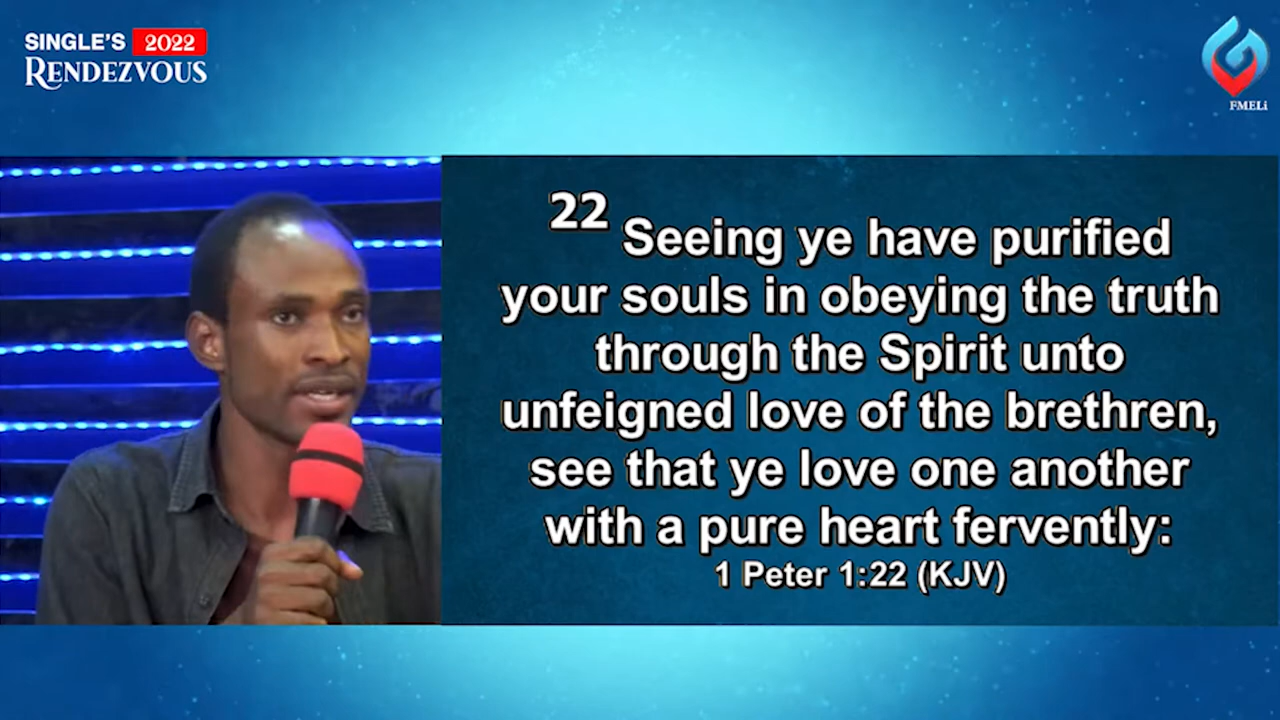 SINGLE'S 2022
RENDEZVOUS
FMELi
22 Seeing ye have purified
your souls in obeying the truth
through the Spirit unto
unfeigned love of the brethren,
see that ye love one another
with a pure heart fervently:
1 Peter 1:22 (KJV)